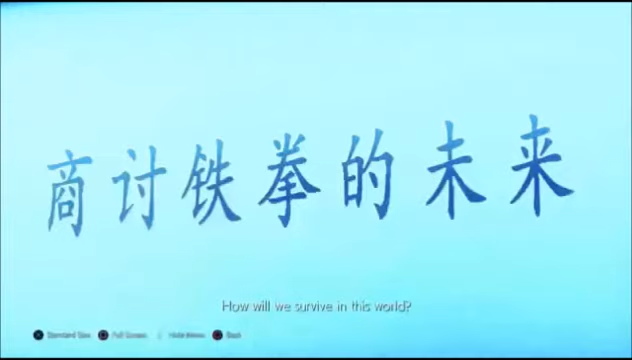 商讨铁拳的未来
How will we survive in this world?
Standard Size Full Screen Hide Menu Back